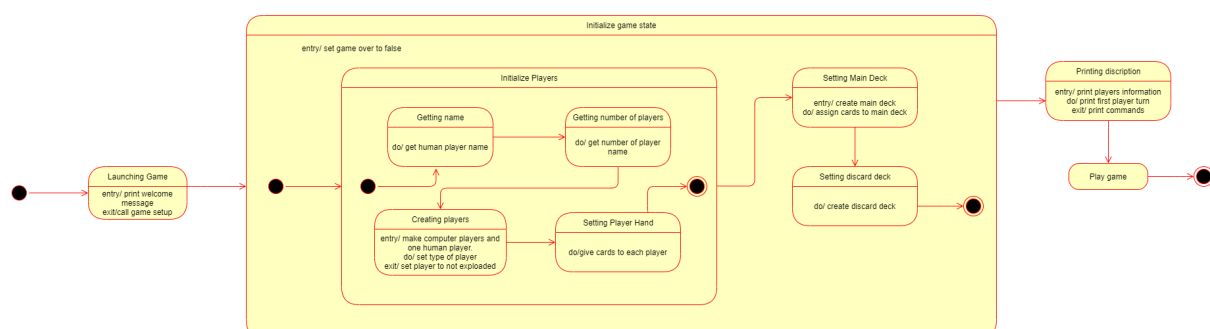 Initialize game state
entry/ set game over to false
Initialize Players
Getting name
do/ get human player name
Getting number of players
do/ get number of player
name
Creating players
entry/ make computer players and
one human player.
do/ set type of player
exit/ set player to not exploaded
Setting Player Hand
do/give cards to each player
Setting Main Deck
entry/ create main deck
do/ assign cards to main deck
Setting discard deck
do/ create discard deck
Launching Game
entry/ print welcome
message
exit/call game setup
Printing discription
entry/ print players information
do/ print first player turn
exit/ print commands
Play game